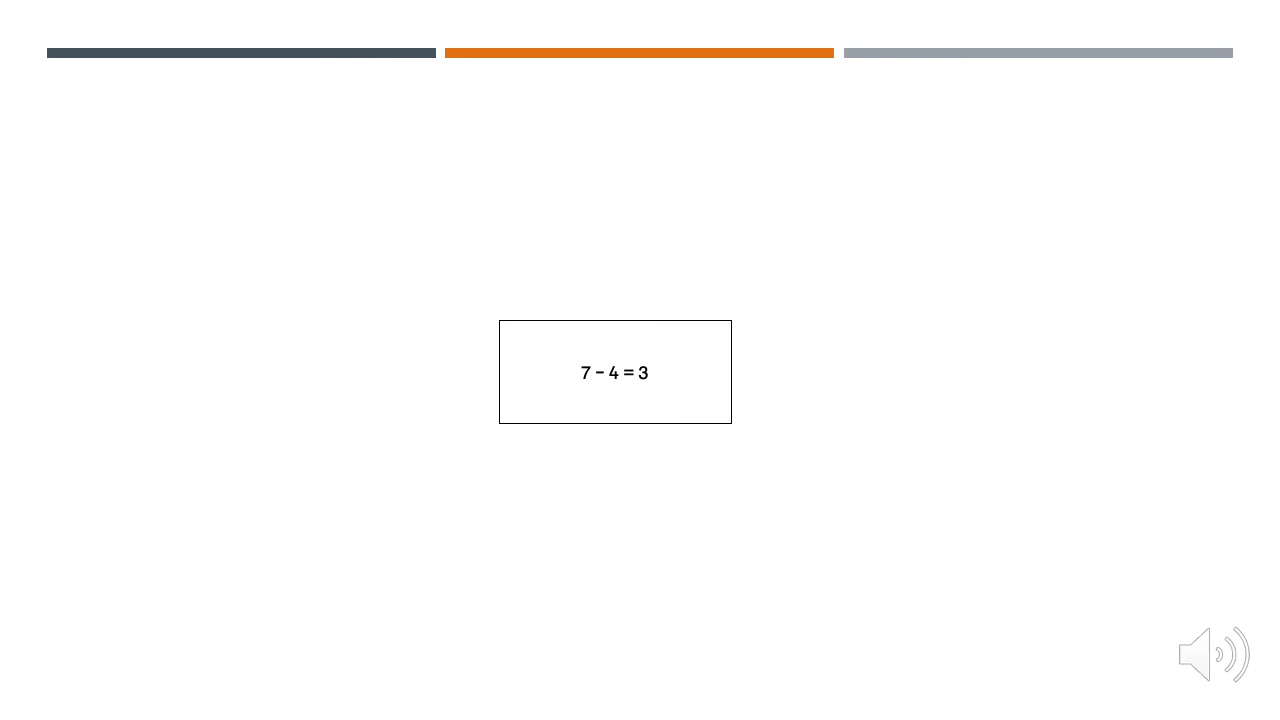 7 – 4 = 3